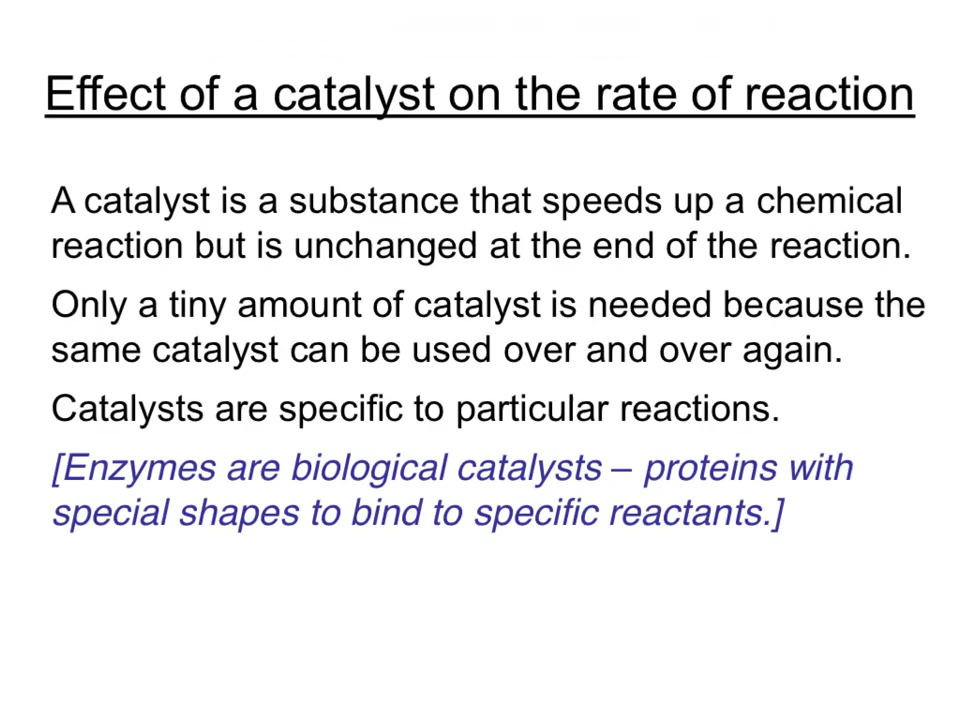 Effect of a catalyst on the rate of reaction
A catalyst is a substance that speeds up a chemical
reaction but is unchanged at the end of the reaction.
Only a tiny amount of catalyst is needed because the
same catalyst can be used over and over again.
Catalysts are specific to particular reactions.
[Enzymes are biological catalysts – proteins with
special shapes to bind to specific reactants.]